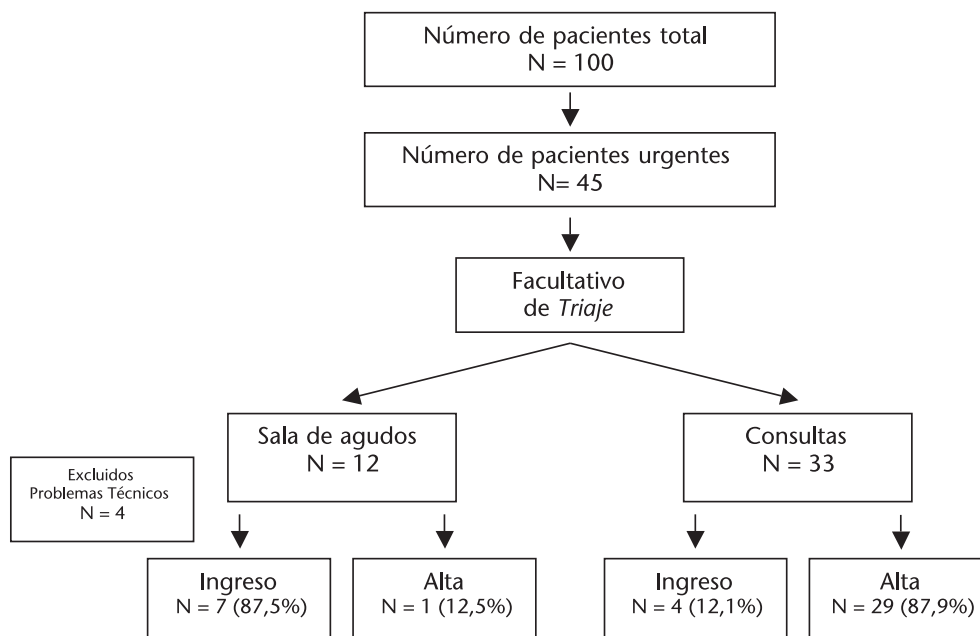 Número de pacientes total
N = 100
Número de pacientes urgentes
N= 45
Facultativo
de Triaje
Sala de agudos
N = 12
Consultas
N = 33
Excluidos
Problemas Técnicos
N = 4
Ingreso
N = 7 (87,5%)
Alta
N = 1 (12,5%)
Ingreso
N = 4 (12,1%)
Alta
N = 29 (87,9%)